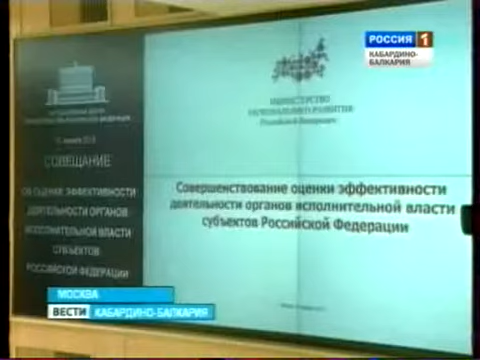 РОССИЯ 1
КАБАРДИНО-
БАЛКАРИЯ
МИНИСТЕРСТВО
РЕГИОНАЛЬНОГО РАЗВИТИЯ
Российской Федерации
СОВЕЩАНИЕ
ОБ ОЦЕНКЕ ЭФФЕКТИВНОСТИ
ДЕЯТЕЛЬНОСТИ ОРГАНОВ
ИСПОЛНИТЕЛЬНОЙ ВЛАСТИ
СУБЪЕКТОВ
РОССИЙСКОЙ ФЕДЕРАЦИИ
Совершенствование оценки эффективности
деятельности органов исполнительной власти
субъектов Российской Федерации
МОСКВА
ВЕСТИ КАБАРДИНО-БАЛКАРИЯ